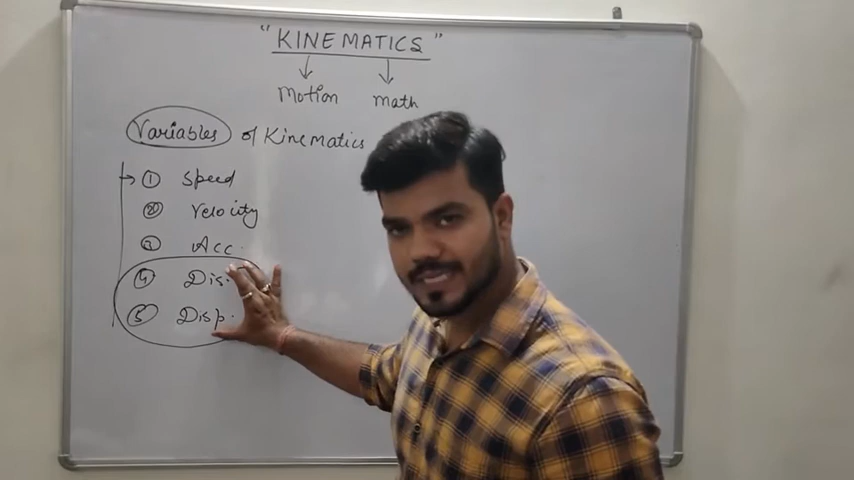 "KINEMATICS"
Motion math
Variables of Kinematics
① Speed
② Velocity
③ Acc.
④ Dis.
⑤ Disp.